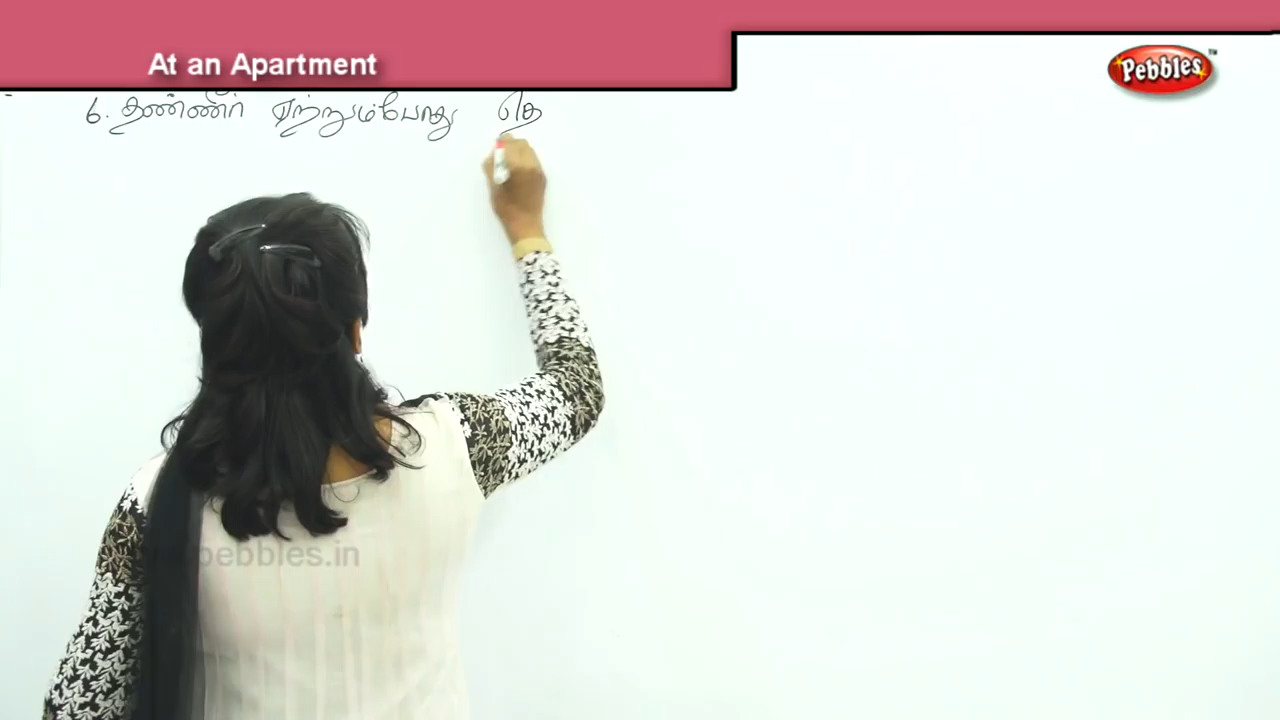 At an Apartment
Pebbles
6. தண்ணீர் ஏற்றும்போது தெ
pebbles.in